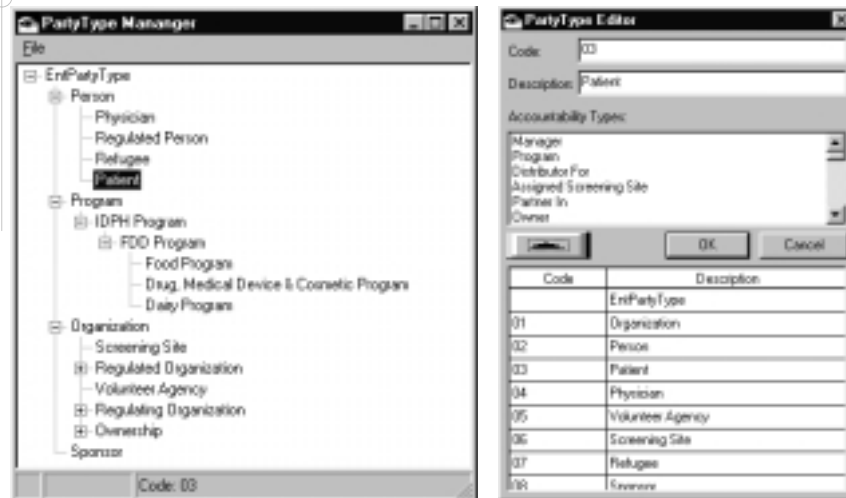 PartyType Mananger
File
EntPartyType
Person
Physician
Regulated Person
Refugee
Patient
Program
IDPH Program
FDD Program
Food Program
Drug, Medical Device & Cosmetic Program
Dairy Program
Organization
Screening Site
Regulated Organization
Volunteer Agency
Regulating Organization
Ownership
Sponsor
Code: 03
PartyType Editor
Code: 03
Description: Patient
Accountability Types:
Manager
Program
Distributor For
Assigned Screening Site
Partner In
Owner
OK Cancel
Code Description
EntPartyType
01 Organization
02 Person
03 Patient
04 Physician
05 Volunteer Agency
06 Screening Site
07 Refugee
08 Sponsor